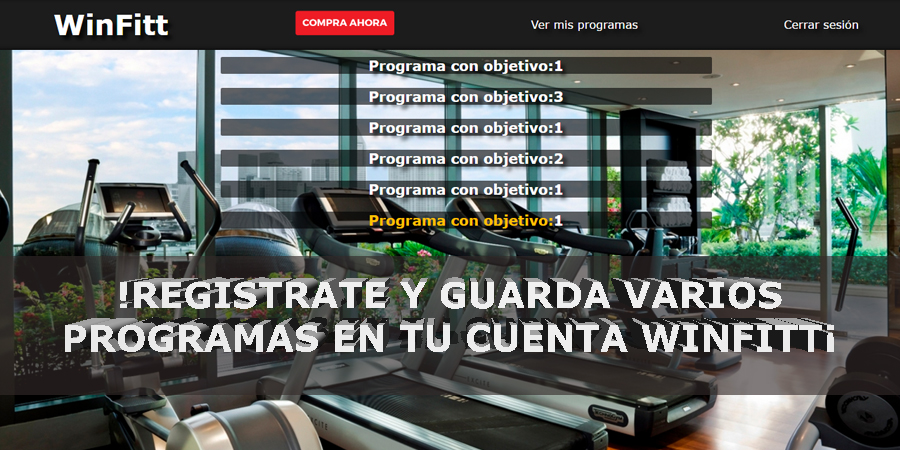 WinFitt
COMPRA AHORA
Ver mis programas
Cerrar sesión
Programa con objetivo:1
Programa con objetivo:3
Programa con objetivo:1
Programa con objetivo:2
Programa con objetivo:1
Programa con objetivo:1
!REGISTRATE Y GUARDA VARIOS
PROGRAMAS EN TU CUENTA WINFITT¡